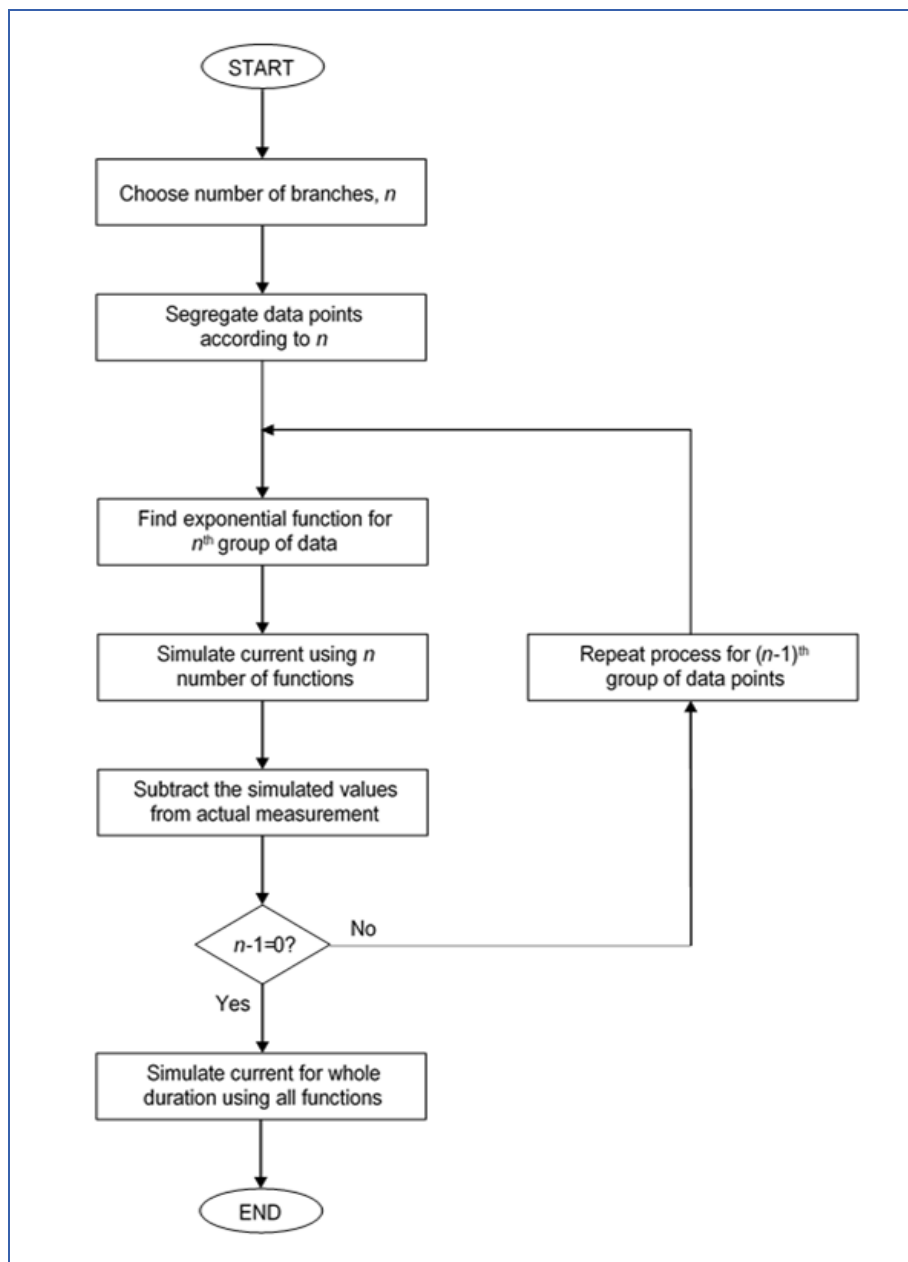 START
Choose number of branches, n
Segregate data points
according to n
Find exponential function for
nᵗʰ group of data
Simulate current using n
number of functions
Repeat process for (n-1)ᵗʰ
group of data points
Subtract the simulated values
from actual measurement
n-1=0?
No
Yes
Simulate current for whole
duration using all functions
END